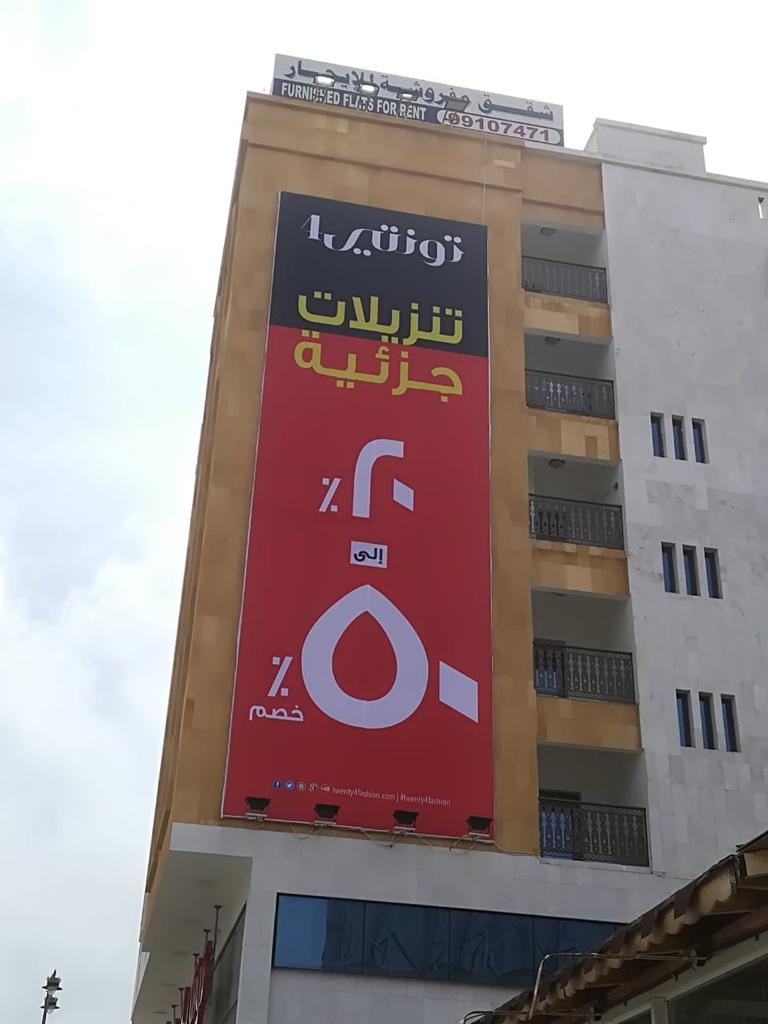 شقق مفروشة للإيجار
FURNISHED FLATS FOR RENT 99107471
تونتي4
تنزيلات
جزئية
٢٠٪
إلى
٥٠٪
خصم
twenty4fashion.com | #twenty4fashion